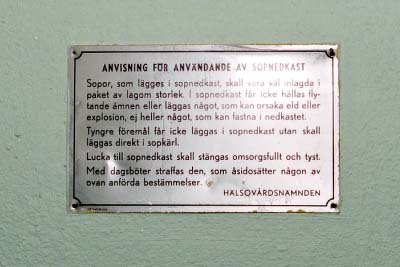 ANVISNING FÖR ANVÄNDANDE AV SOPNEDKAST
Sopor, som lägges i sopnedkast, skall vara väl inlagda i
paket av lagom storlek. I sopnedkast får icke hällas fly-
tande ämnen eller läggas något, som kan orsaka eld eller
explosion, ej heller något, som kan fastna i nedkastet.
Tyngre föremål får icke läggas i sopnedkast utan skall
läggas direkt i sopkärl.
Lucka till sopnedkast skall stängas omsorgsfullt och tyst.
Med dagsböter straffas den, som åsidosätter någon av
ovan anförda bestämmelser.
HÄLSOVÅRDSNÄMNDEN